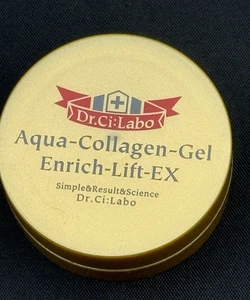 Dr.Ci:Labo
Aqua-Collagen-Gel
Enrich-Lift-EX
Simple&Result&Science
Dr.Ci:Labo